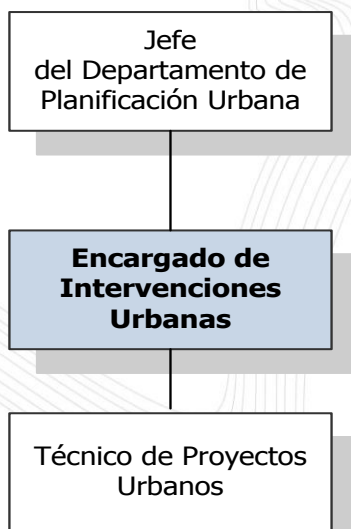 Jefe
del Departamento de
Planificación Urbana
Encargado de
Intervenciones
Urbanas
Técnico de Proyectos
Urbanos